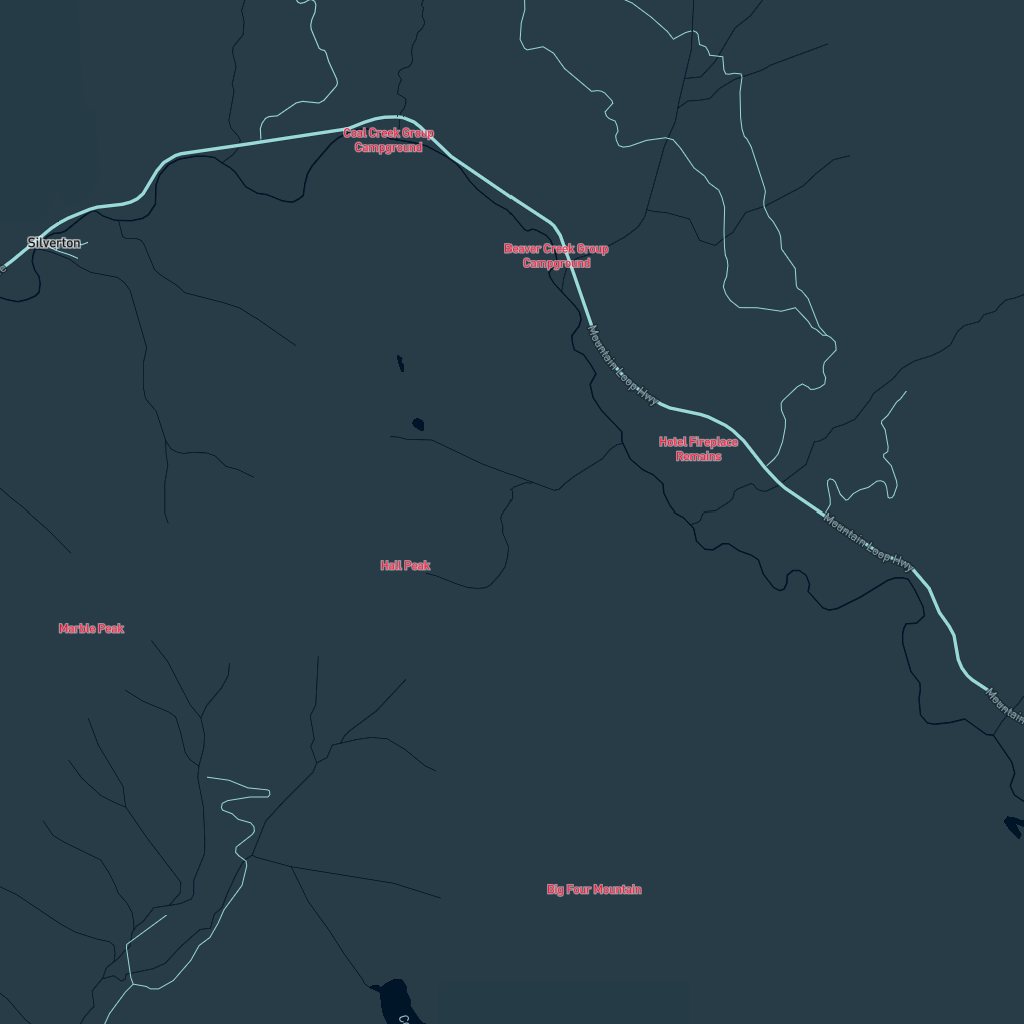 Coal Creek Group
Campground
Silverton
Beaver Creek Group
Campground
Mountain Loop Hwy
Hotel Fireplace
Remains
Mountain Loop Hwy
Hall Peak
Marble Peak
Mountain
Big Four Mountain